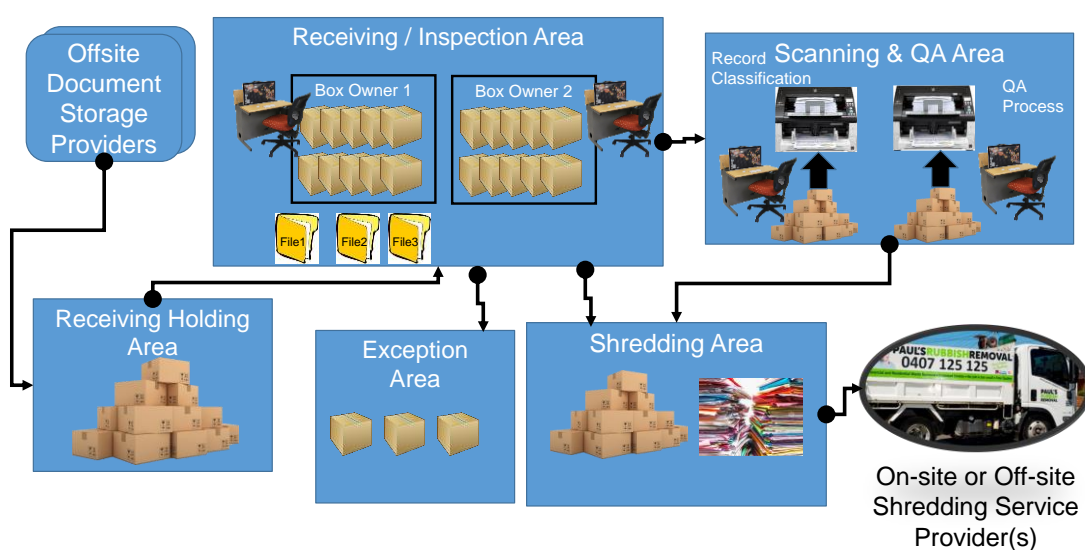 Offsite
Document
Storage
Providers
Receiving / Inspection Area
Box Owner 1
Box Owner 2
File1
File2
File3
Record
Classification
Scanning & QA Area
QA
Process
Receiving Holding
Area
Exception
Area
Shredding Area
PAUL'S RUBBISH REMOVAL
0407 125 125
PAUL'S
REMOVAL
On-site or Off-site
Shredding Service
Provider(s)